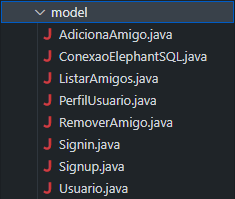 model
AdicionaAmigo.java
ConexaoElephantSQL.java
ListarAmigos.java
PerfilUsuario.java
RemoverAmigo.java
Signin.java
Signup.java
Usuario.java